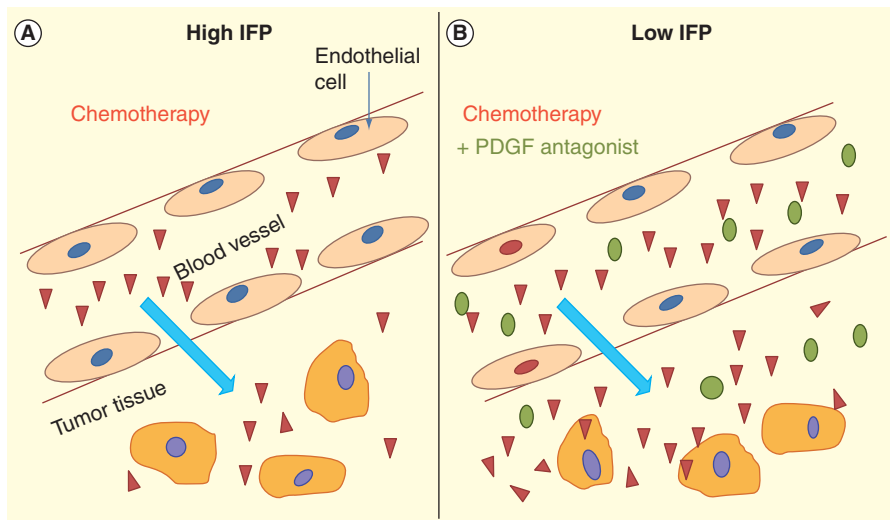 A
High IFP
Endothelial
cell
Chemotherapy
Blood vessel
Tumor tissue
B
Low IFP
Chemotherapy
+ PDGF antagonist